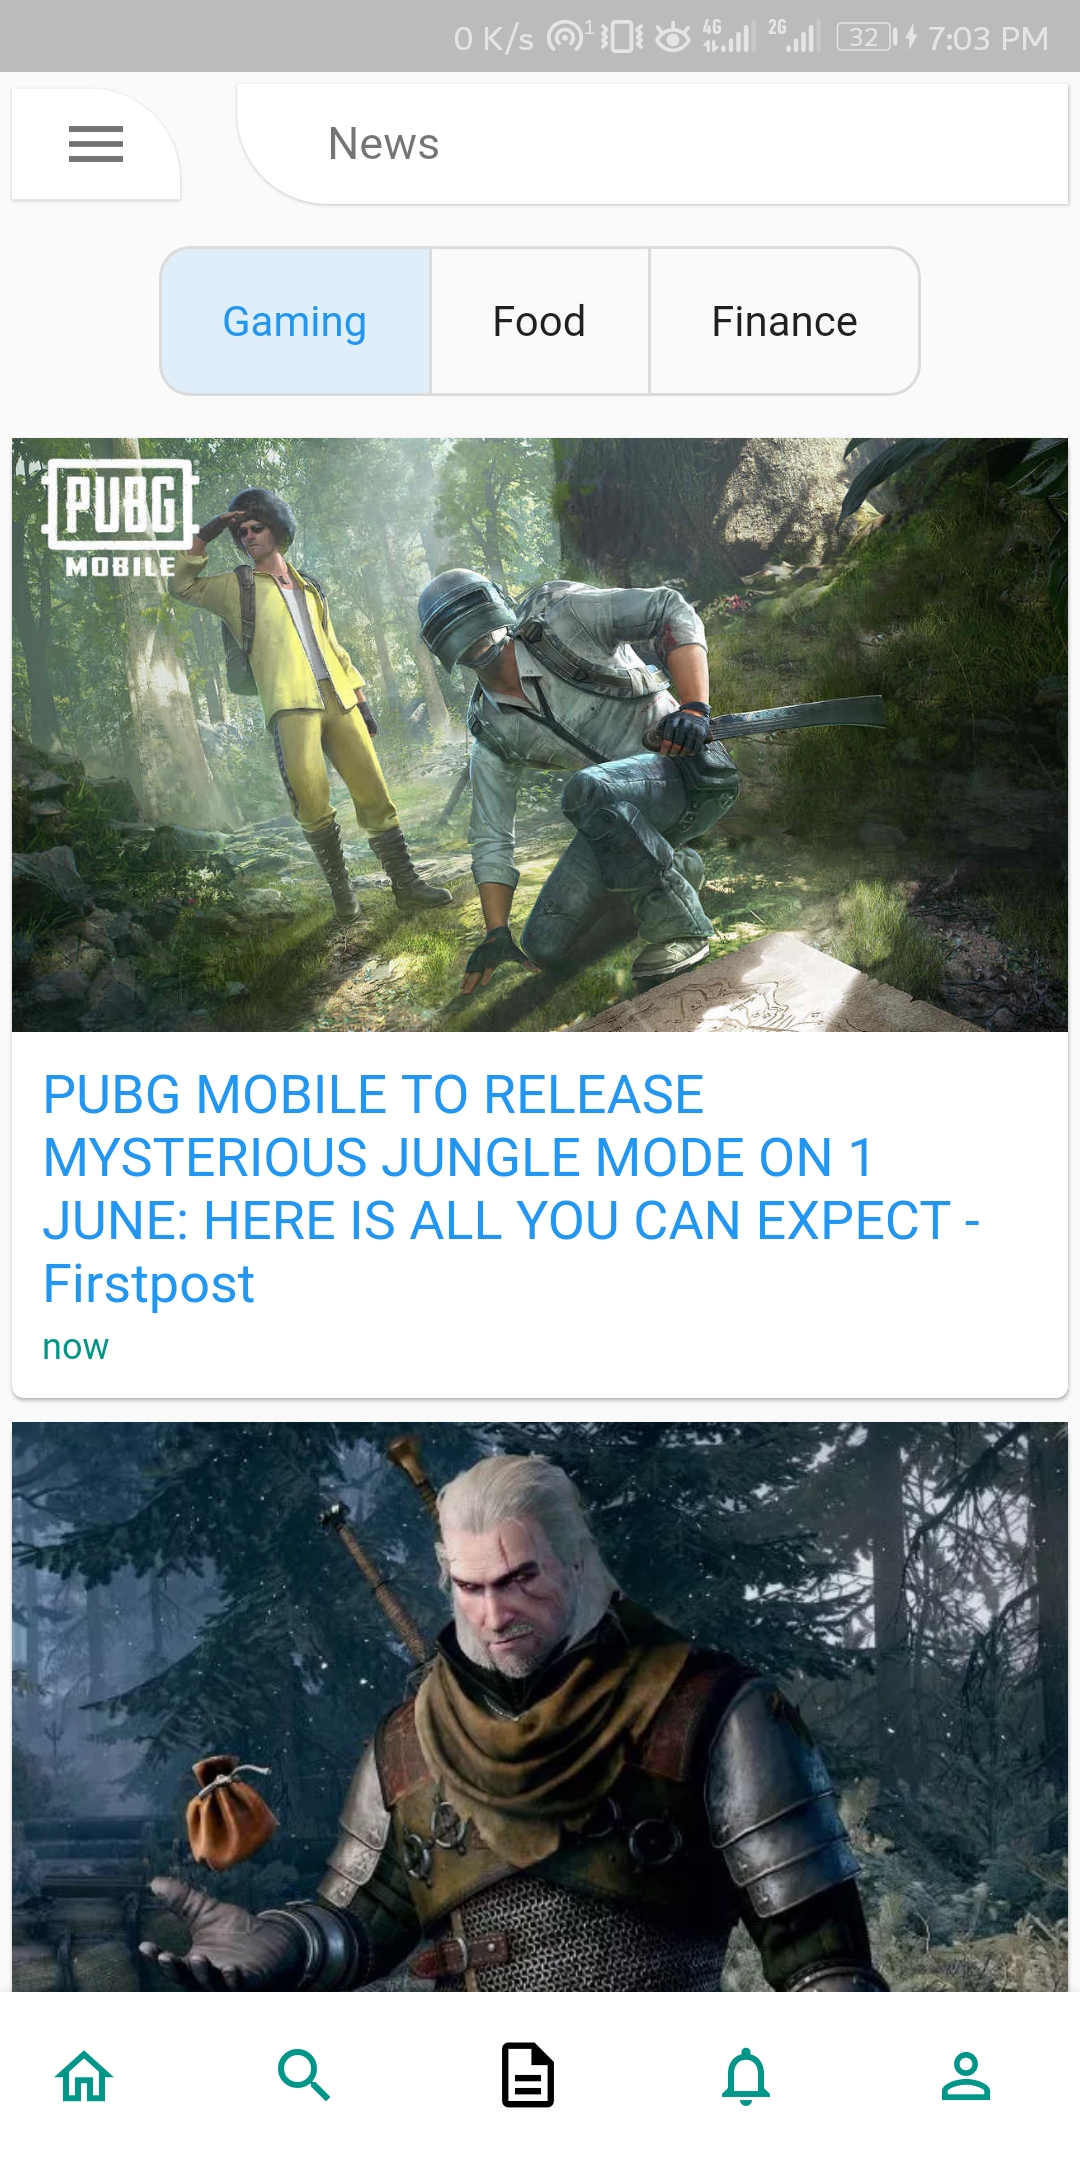 0 K/s 1 4G 2G 32 7:03 PM
News
Gaming Food Finance
PUBG
MOBILE
PUBG MOBILE TO RELEASE
MYSTERIOUS JUNGLE MODE ON 1
JUNE: HERE IS ALL YOU CAN EXPECT -
Firstpost
now